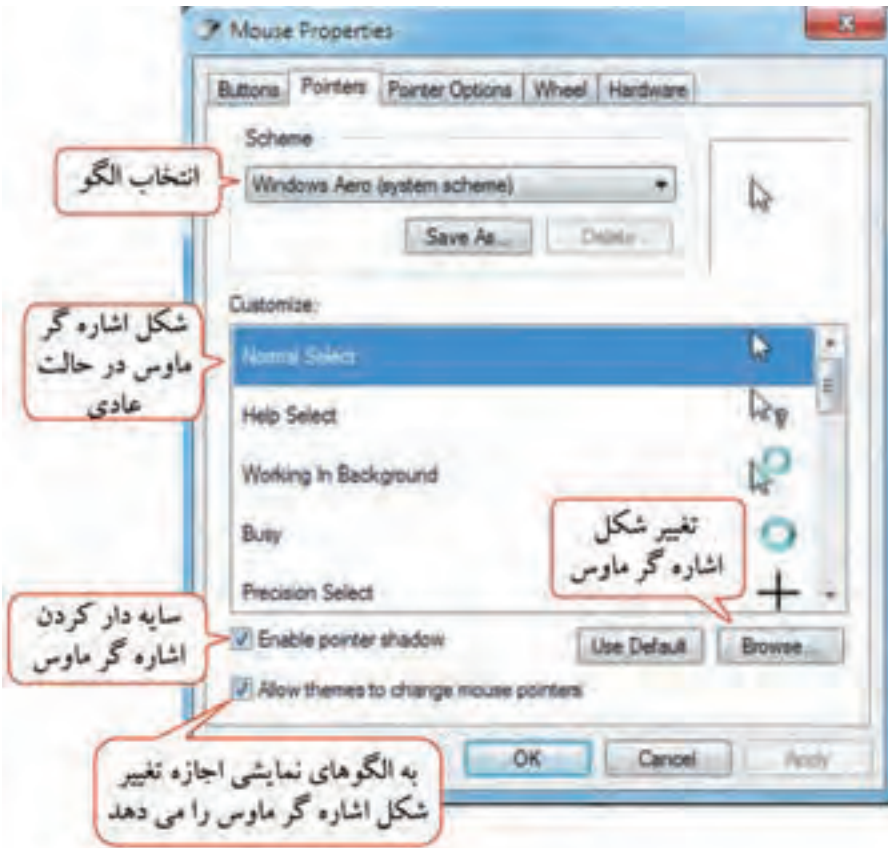 Mouse Properties
Buttons Pointers Pointer Options Wheel Hardware
Scheme
انتخاب الگو
Windows Aero (system scheme)
Save As... Delete
Customize:
شکل اشاره گر
ماوس در حالت
عادی
Normal Select
Help Select
Working In Background
Busy
تغییر شکل
اشاره گر ماوس
Precision Select
سایه دار کردن
اشاره گر ماوس
Enable pointer shadow
Use Default Browse...
Allow themes to change mouse pointers
به الگوهای نمایشی اجازه تغییر
شکل اشاره گر ماوس را می دهد
OK Cancel Apply